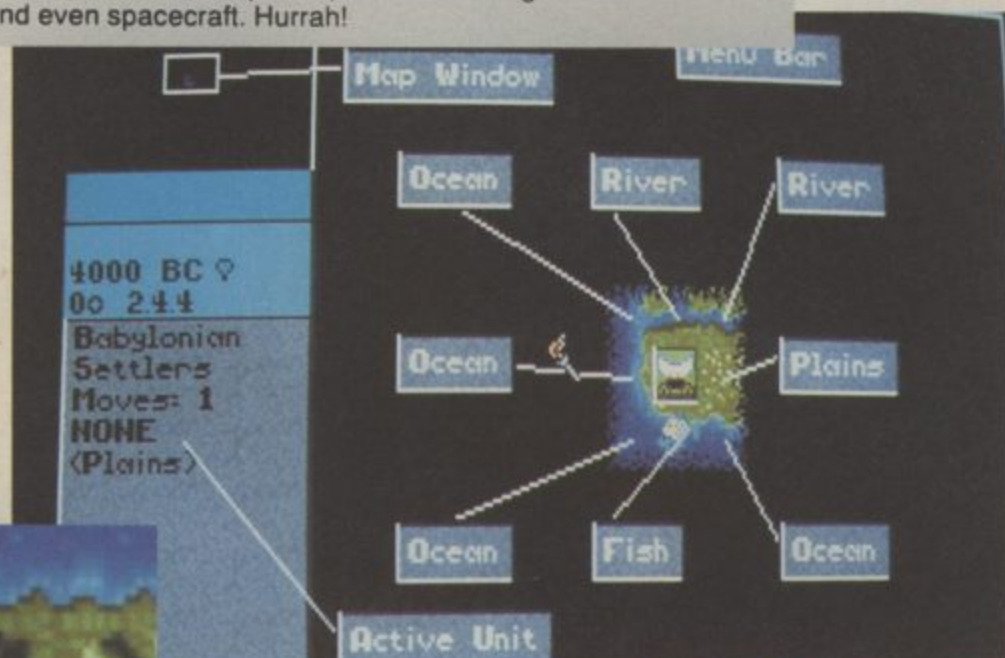 nd even spacecraft. Hurrah!
Map Window
Menu Bar
Ocean
River
River
4000 BC
0 2.4.4
Babylonian
Settlers
Moves: 1
NONE
(Plains)
Ocean
Plains
Ocean
Fish
Ocean
Active Unit